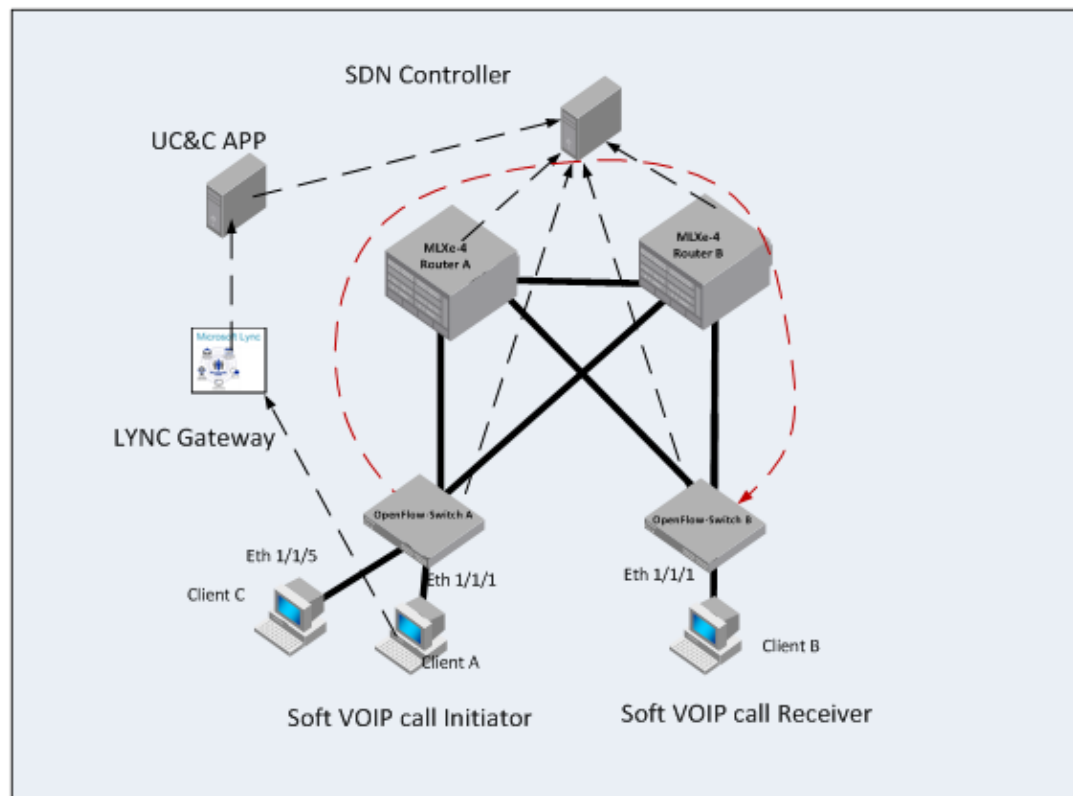 SDN Controller
UC&C APP
MLXe-4
Router A
MLXe-4
Router B
Microsoft Lync
LYNC Gateway
OpenFlow-Switch A
OpenFlow-Switch B
Eth 1/1/5
Eth 1/1/1
Eth 1/1/1
Client C
Client A
Client B
Soft VOIP call Initiator
Soft VOIP call Receiver